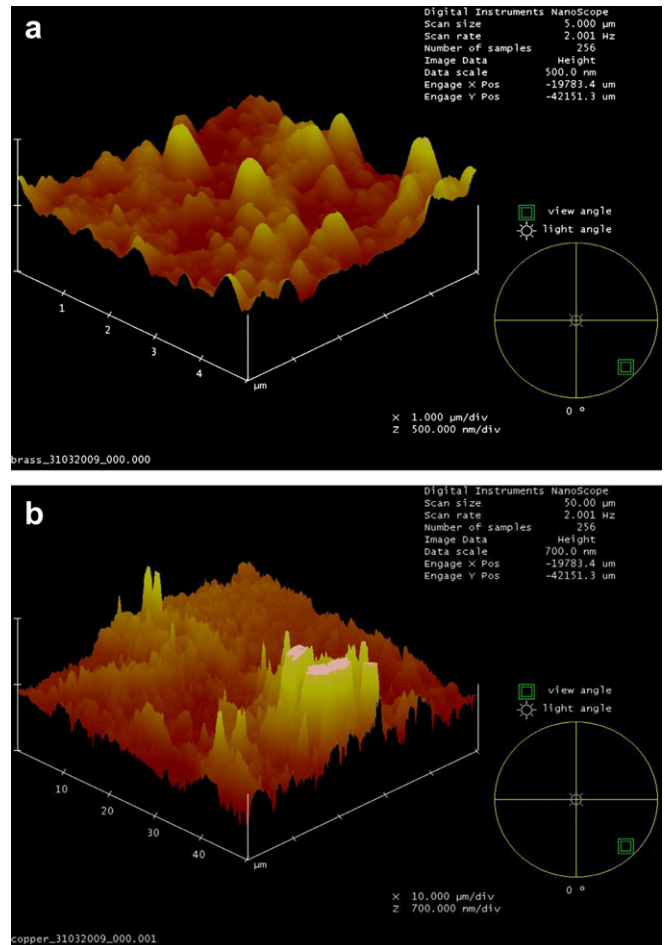 a
Digital Instruments NanoScope
Scan size 5.000 µm
Scan rate 2.001 Hz
Number of samples 256
Image Data Height
Data scale 500.0 nm
Engage X Pos -19783.4 um
Engage Y Pos -42151.3 um
view angle
light angle
1
2
3
4
µm
0 º
X 1.000 µm/div
Z 500.000 nm/div
brass_31032009_000.000
b
Digital Instruments NanoScope
Scan size 50.00 µm
Scan rate 2.001 Hz
Number of samples 256
Image Data Height
Data scale 700.0 nm
Engage X Pos -19783.4 um
Engage Y Pos -42151.3 um
view angle
light angle
10
20
30
40
µm
0 º
X 10.000 µm/div
Z 700.000 nm/div
copper_31032009_000.001